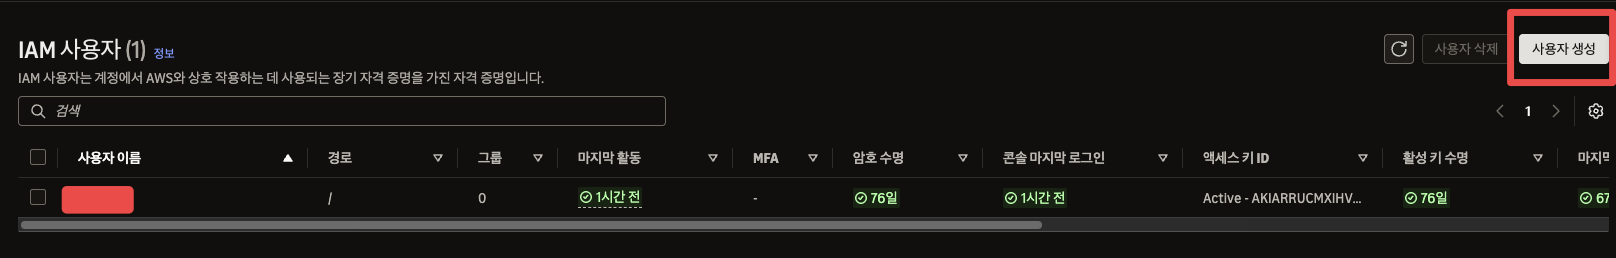 IAM 사용자 (1) 정보
사용자 삭제
사용자 생성
IAM 사용자는 계정에서 AWS와 상호 작용하는 데 사용되는 장기 자격 증명을 가진 자격 증명입니다.
검색
1
사용자 이름 경로 그룹 마지막 활동 MFA 암호 수명 콘솔 마지막 로그인 액세스 키 ID 활성 키 수명 마지막
/ 0 1시간 전 - 76일 1시간 전 Active - AKIARRUCMXIHV... 76일 67